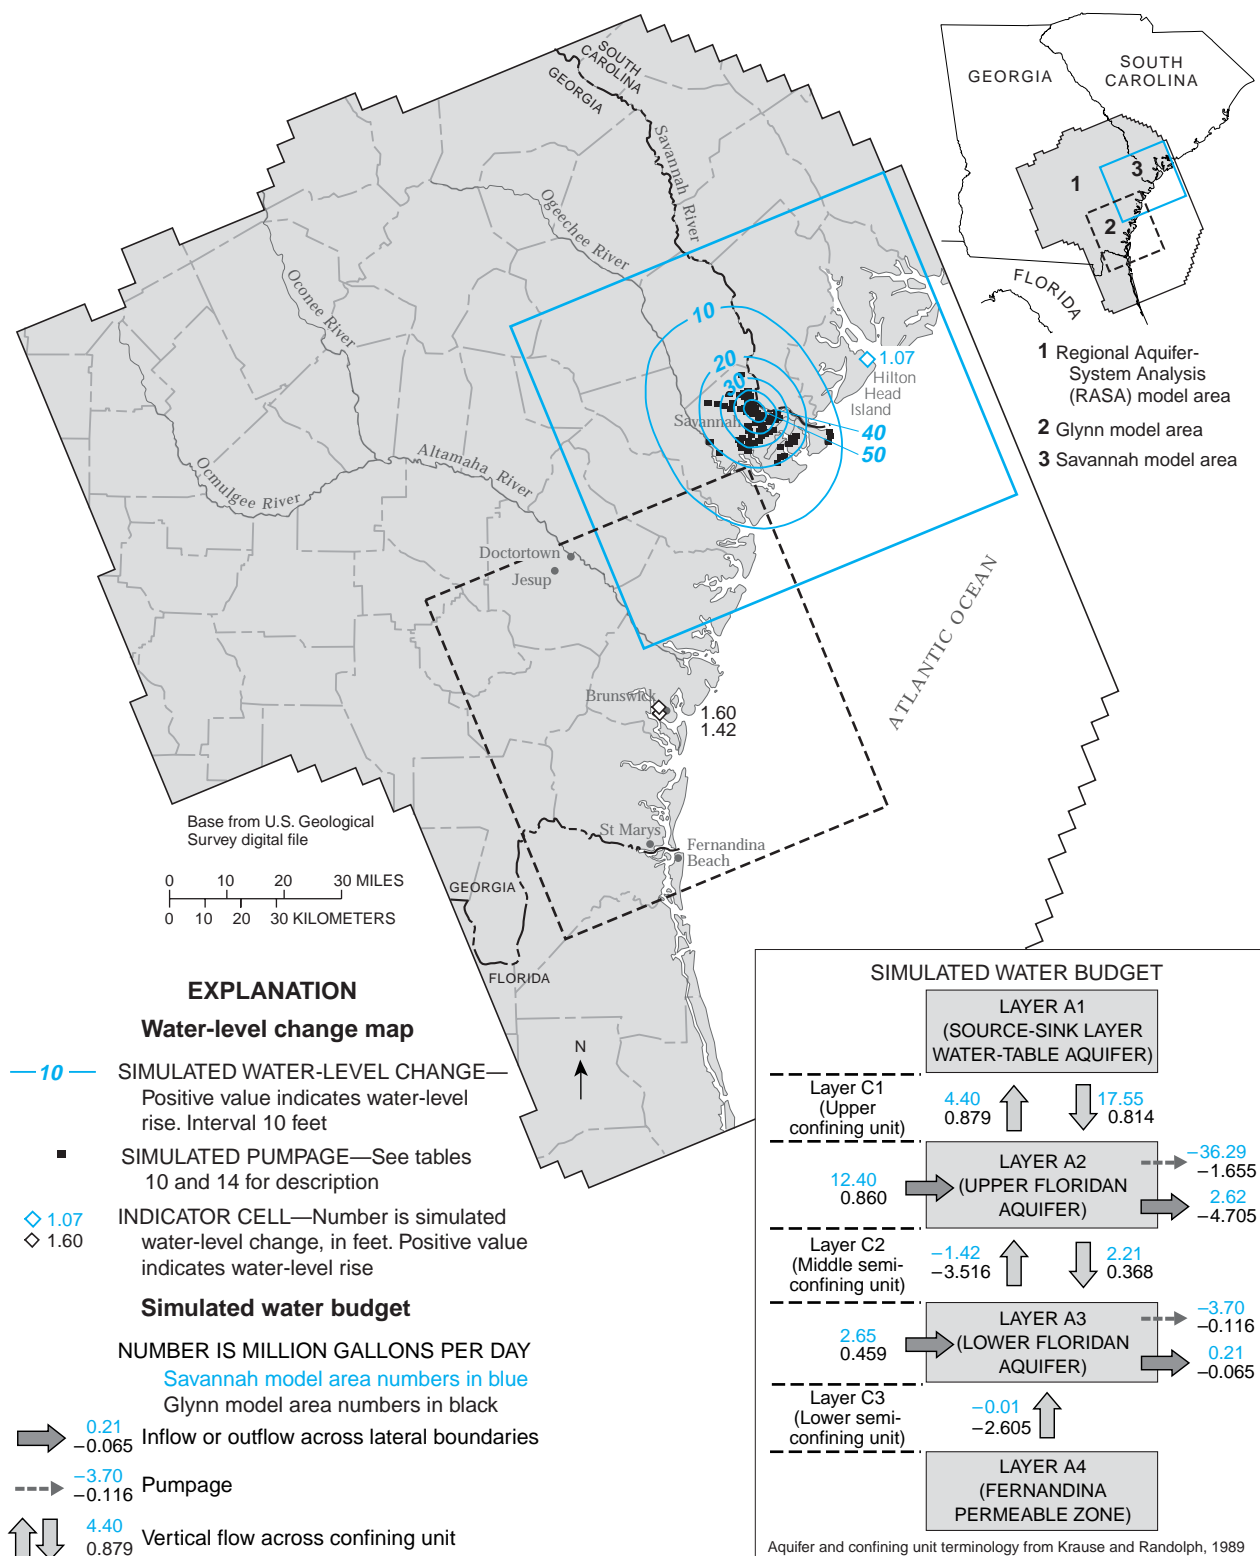 SOUTH
CAROLINA
GEORGIA
Savannah River
Ogeechee River
Oconee River
Ocmulgee River
Altamaha River
10
20
30
40
50
1.07
Hilton
Head
Island
Savannah
Doctortown
Jesup
Brunswick
1.60
1.42
St Marys
Fernandina
Beach
GEORGIA
FLORIDA
ATLANTIC OCEAN
GEORGIA
SOUTH
CAROLINA
FLORIDA
1
2
3
1 Regional Aquifer-
System Analysis
(RASA) model area
2 Glynn model area
3 Savannah model area
Base from U.S. Geological
Survey digital file
0 10 20 30 MILES
0 10 20 30 KILOMETERS
N
EXPLANATION
Water-level change map
10 SIMULATED WATER-LEVEL CHANGE—
Positive value indicates water-level
rise. Interval 10 feet
SIMULATED PUMPAGE—See tables
10 and 14 for description
1.07 INDICATOR CELL—Number is simulated
1.60 water-level change, in feet. Positive value
indicates water-level rise
Simulated water budget
NUMBER IS MILLION GALLONS PER DAY
Savannah model area numbers in blue
Glynn model area numbers in black
0.21
−0.065 Inflow or outflow across lateral boundaries
−3.70
−0.116 Pumpage
4.40
0.879 Vertical flow across confining unit
SIMULATED WATER BUDGET
LAYER A1
(SOURCE-SINK LAYER
WATER-TABLE AQUIFER)
Layer C1
(Upper
confining unit)
4.40
0.879
17.55
0.814
12.40
0.860
LAYER A2
(UPPER FLORIDAN
AQUIFER)
−36.29
−1.655
2.62
−4.705
Layer C2
(Middle semi-
confining unit)
−1.42
−3.516
2.21
0.368
2.65
0.459
LAYER A3
(LOWER FLORIDAN
AQUIFER)
−3.70
−0.116
0.21
−0.065
Layer C3
(Lower semi-
confining unit)
−0.01
−2.605
LAYER A4
(FERNANDINA
PERMEABLE ZONE)
Aquifer and confining unit terminology from Krause and Randolph, 1989